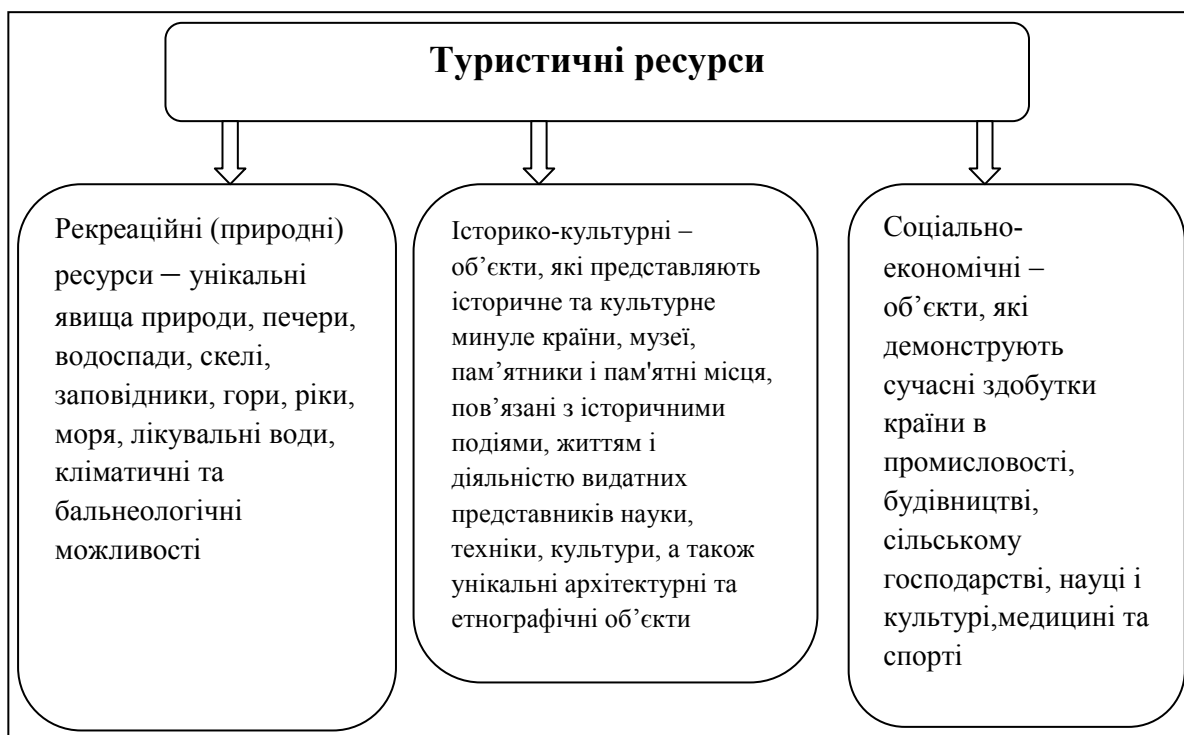 Туристичні ресурси
Рекреаційні (природні)
ресурси — унікальні
явища природи, печери,
водоспади, скелі,
заповідники, гори, ріки,
моря, лікувальні води,
кліматичні та
бальнеологічні
можливості
Історико-культурні –
об’єкти, які представляють
історичне та культурне
минуле країни, музеї,
пам’ятники і пам'ятні місця,
пов’язані з історичними
подіями, життям і
діяльністю видатних
представників науки,
техніки, культури, а також
унікальні архітектурні та
етнографічні об’єкти
Соціально-
економічні –
об’єкти, які
демонструють
сучасні здобутки
країни в
промисловості,
будівництві,
сільському
господарстві, науці і
культурі,медицині та
спорті